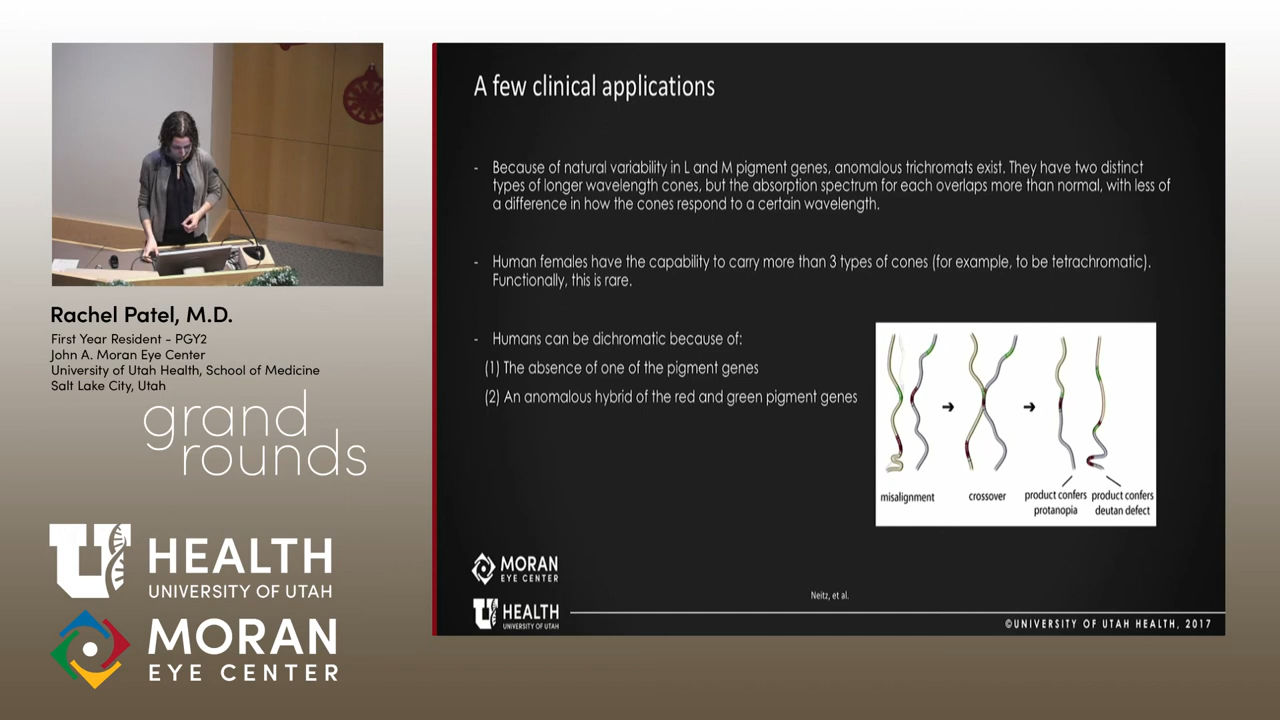 Rachel Patel, M.D.
First Year Resident - PGY2
John A. Moran Eye Center
University of Utah Health, School of Medicine
Salt Lake City, Utah
grand
rounds
U
HEALTH
UNIVERSITY OF UTAH
MORAN
EYE CENTER
A few clinical applications
- Because of natural variability in L and M pigment genes, anomalous trichromats exist. They have two distinct
types of longer wavelength cones, but the absorption spectrum for each overlaps more than normal, with less of
a difference in how the cones respond to a certain wavelength.
- Human females have the capability to carry more than 3 types of cones (for example, to be tetrachromatic).
Functionally, this is rare.
- Humans can be dichromatic because of:
(1) The absence of one of the pigment genes
(2) An anomalous hybrid of the red and green pigment genes
misalignment
crossover
product confers
protanopia
product confers
deutan defect
MORAN
EYE CENTER
U
HEALTH
UNIVERSITY OF UTAH
Neitz, et al.
©UNIVERSITY OF UTAH HEALTH, 2017